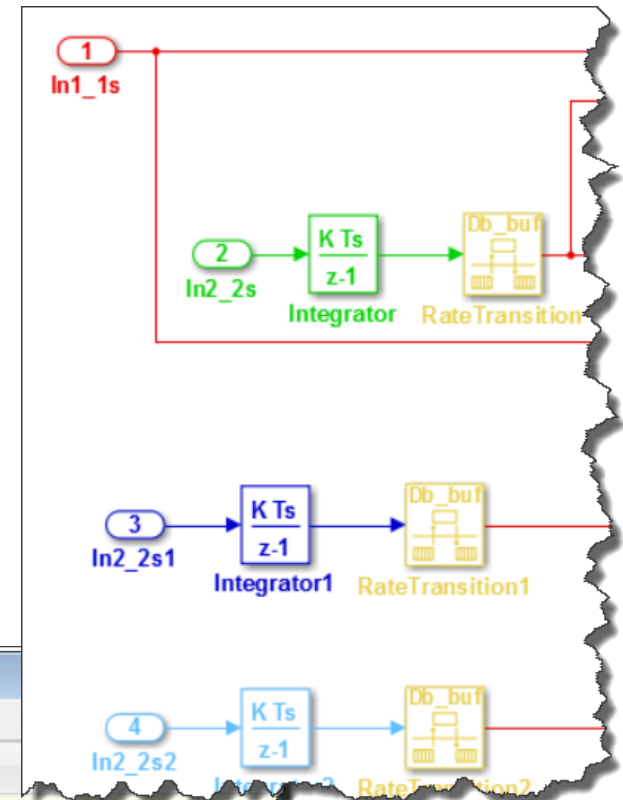 1
In1_1s
2
In2_2s
K Ts
z-1
Integrator
Db_buf
RateTransition
3
In2_2s1
K Ts
z-1
Integrator1
Db_buf
RateTransition1
4
In2_2s2
K Ts
z-1
Db_buf